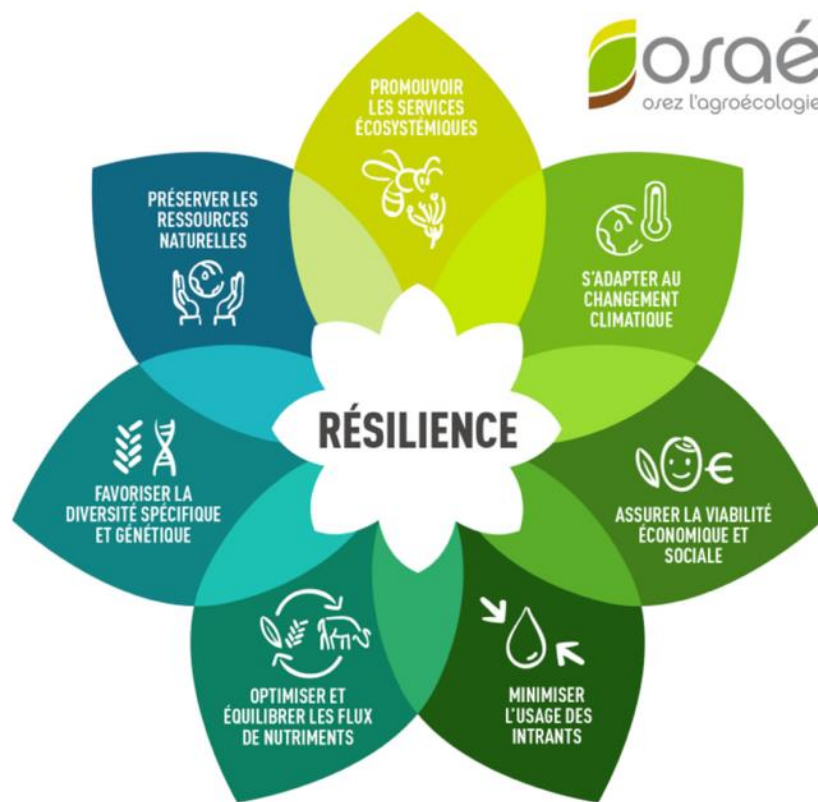 osaé
osez l'agroécologie
PROMOUVOIR
LES SERVICES
ÉCOSYSTÉMIQUES
PRÉSERVER LES
RESSOURCES
NATURELLES
S'ADAPTER AU
CHANGEMENT
CLIMATIQUE
RÉSILIENCE
FAVORISER LA
DIVERSITÉ SPÉCIFIQUE
ET GÉNÉTIQUE
ASSURER LA VIABILITÉ
ÉCONOMIQUE ET
SOCIALE
OPTIMISER ET
ÉQUILIBRER LES FLUX
DE NUTRIMENTS
MINIMISER
L'USAGE DES
INTRANTS